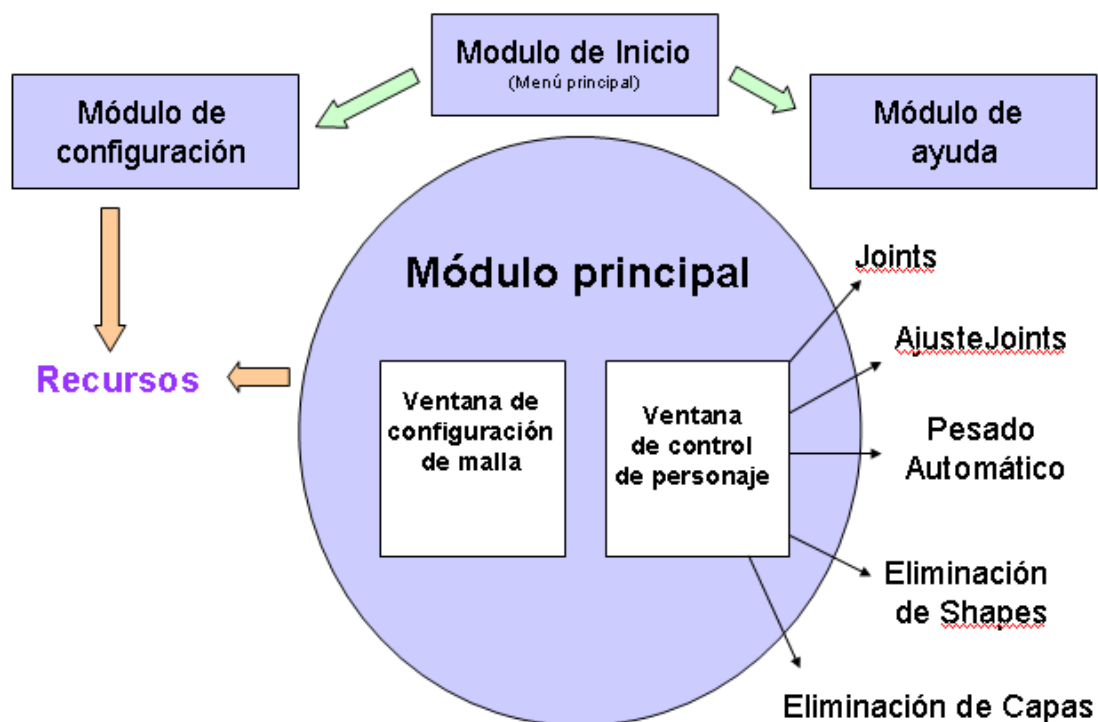 Modulo de Inicio
(Menú principal)
Módulo de
configuración
Módulo de
ayuda
Módulo principal
Recursos
Ventana de
configuración
de malla
Ventana
de control
de personaje
Joints
AjusteJoints
Pesado
Automático
Eliminación
de Shapes
Eliminación de Capas